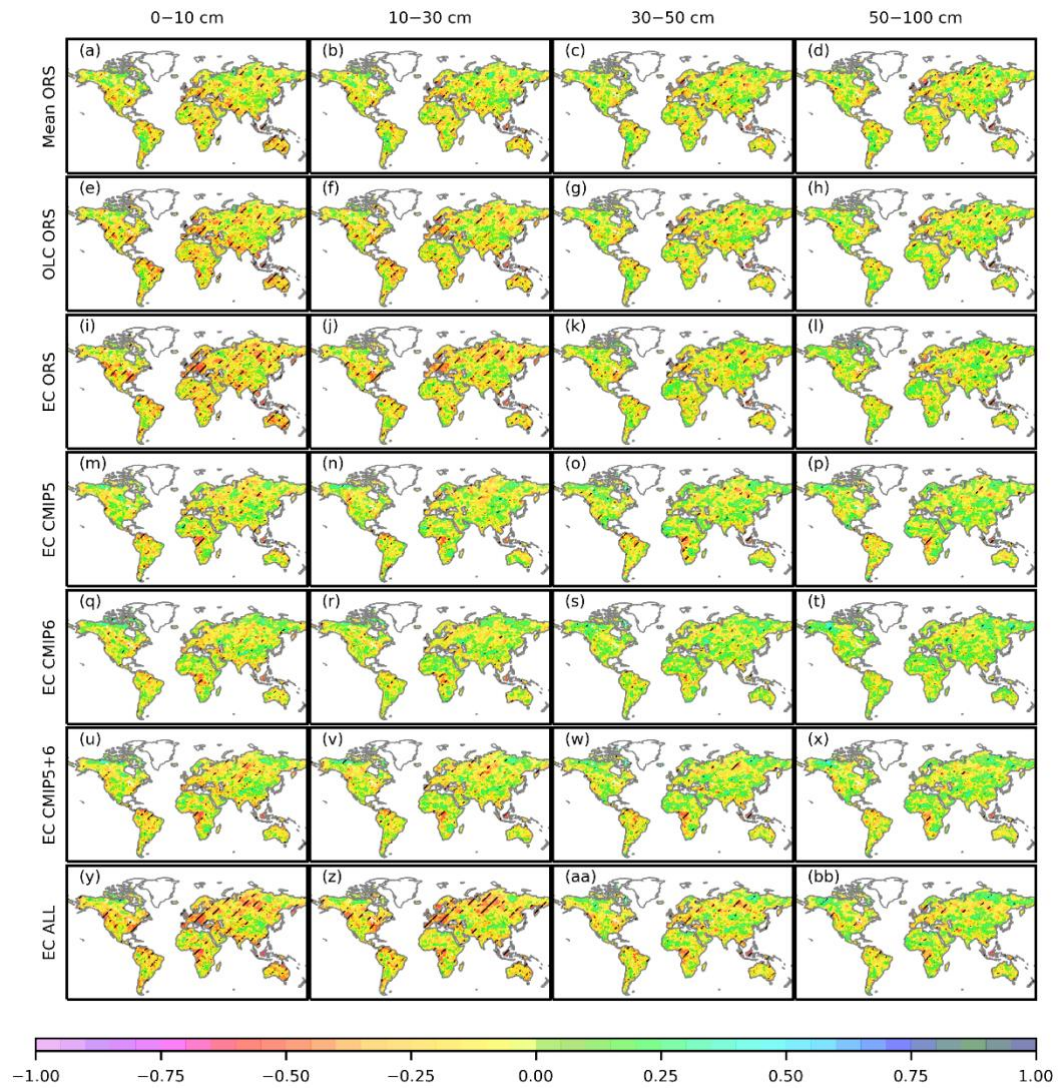 0−10 cm 10−30 cm 30−50 cm 50−100 cm
Mean ORS
(a) (b) (c) (d)
OLC ORS
(e) (f) (g) (h)
EC ORS
(i) (j) (k) (l)
EC CMIP5
(m) (n) (o) (p)
EC CMIP6
(q) (r) (s) (t)
EC CMIP5+6
(u) (v) (w) (x)
EC ALL
(y) (z) (aa) (bb)
−1.00 −0.75 −0.50 −0.25 0.00 0.25 0.50 0.75 1.00